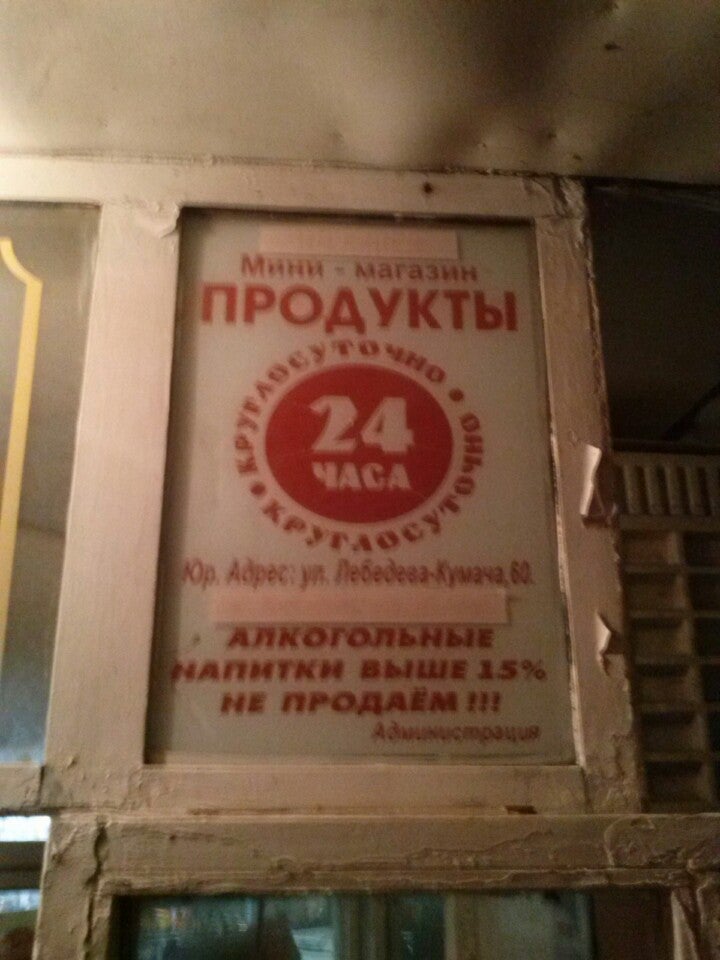 Мини - магазин
ПРОДУКТЫ
КРУГЛОСУТОЧНО • КРУГЛОСУТОЧНО •
24
ЧАСА
Юр. Адрес: ул. Лебедева-Кумача, 60.
АЛКОГОЛЬНЫЕ
НАПИТКИ ВЫШЕ 15%
НЕ ПРОДАЁМ !!!
Администрация